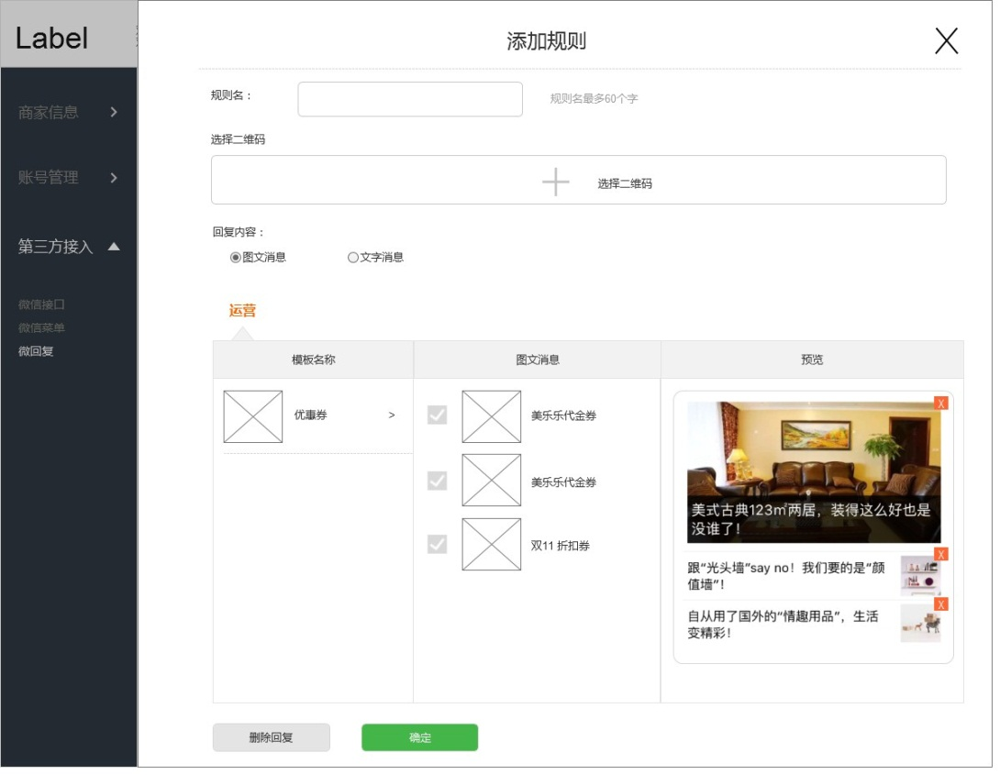 Label
商家信息
账号管理
第三方接入
微信接口
微信菜单
微回复
添加规则
X
规则名：
规则名最多60个字
选择二维码
选择二维码
回复内容：
图文消息
文字消息
运营
模板名称
图文消息
预览
优惠券
>
美乐乐代金券
美乐乐代金券
双11 折扣券
X
美式古典123㎡两居，装得这么好也是
没谁了！
X
跟“光头墙”say no！我们要的是“颜
值墙”！
X
自从用了国外的“情趣用品”，生活
变精彩！
删除回复
确定